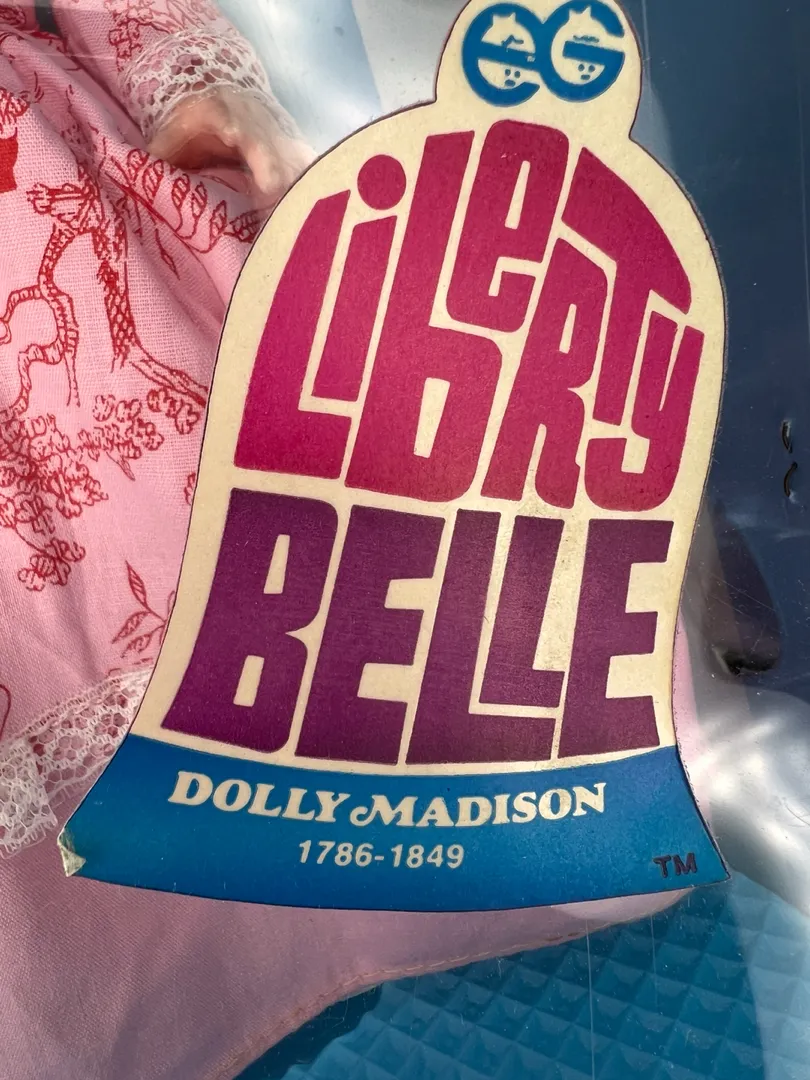 eG
LibeRTy
BELLE
DOLLY MADISON
1786-1849
TM